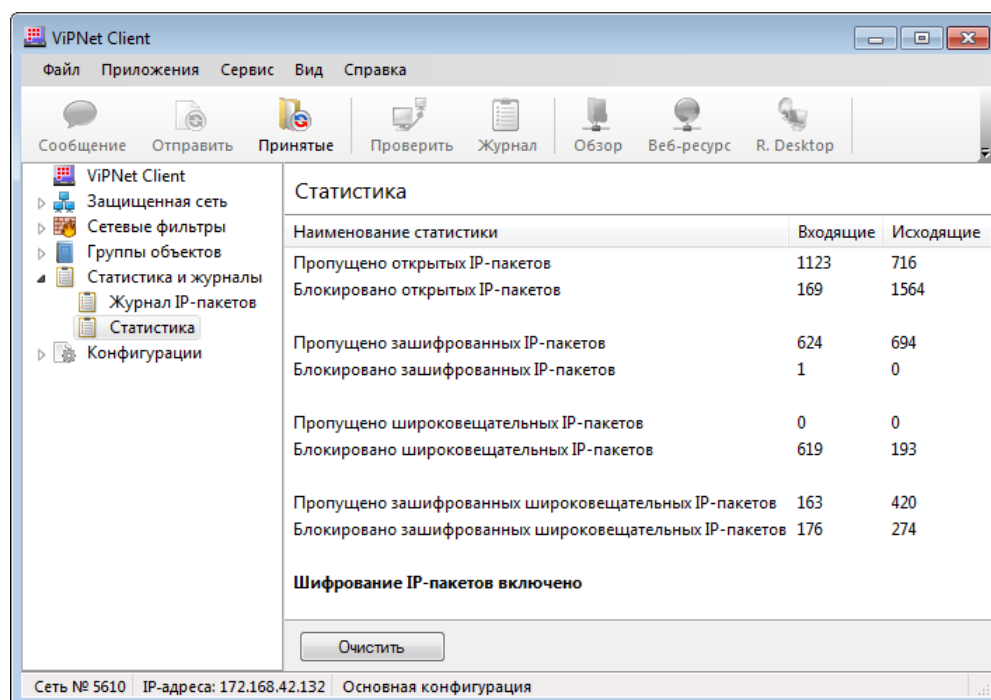 ViPNet Client
Файл Приложения Сервис Вид Справка
Сообщение Отправить Принятые Проверить Журнал Обзор Веб-ресурс R. Desktop
ViPNet Client
Защищенная сеть
Сетевые фильтры
Группы объектов
Статистика и журналы
Журнал IP-пакетов
Статистика
Конфигурации
Статистика
Наименование статистики Входящие Исходящие
Пропущено открытых IP-пакетов 1123 716
Блокировано открытых IP-пакетов 169 1564
Пропущено зашифрованных IP-пакетов 624 694
Блокировано зашифрованных IP-пакетов 1 0
Пропущено широковещательных IP-пакетов 0 0
Блокировано широковещательных IP-пакетов 619 193
Пропущено зашифрованных широковещательных IP-пакетов 163 420
Блокировано зашифрованных широковещательных IP-пакетов 176 274
Шифрование IP-пакетов включено
Очистить
Сеть № 5610 IP-адреса: 172.168.42.132 Основная конфигурация